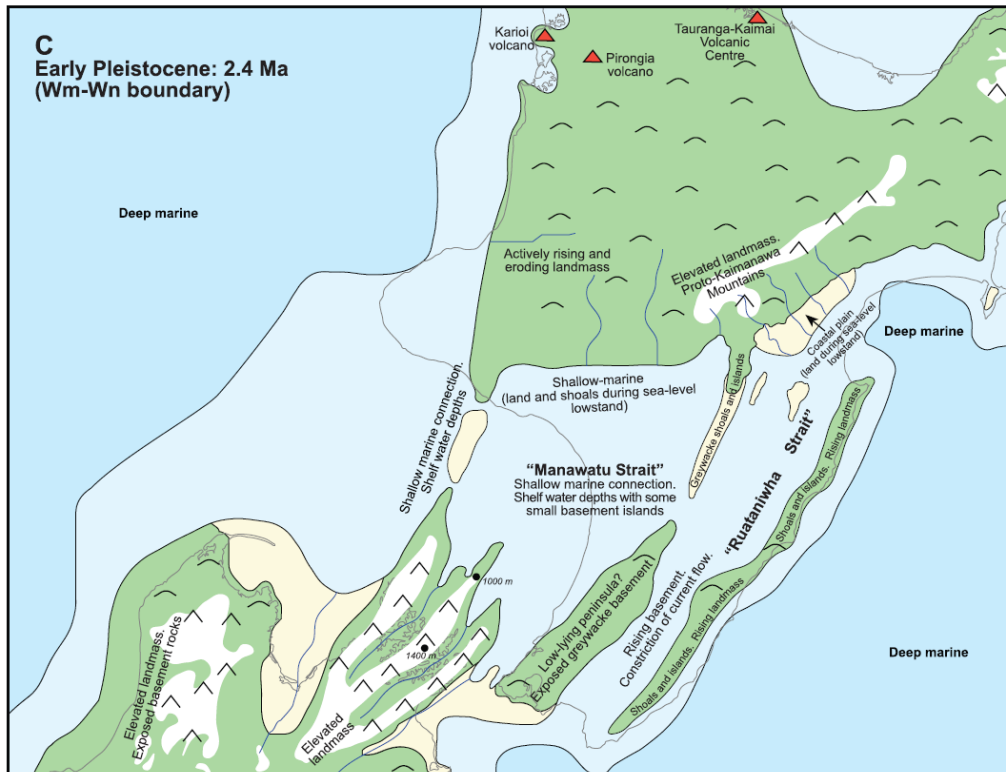 C
Early Pleistocene: 2.4 Ma
(Wm-Wn boundary)
Karioi
volcano
Pirongia
volcano
Tauranga-Kaimai
Volcanic
Centre
Deep marine
Actively rising and
eroding landmass
Elevated landmass.
Proto-Kaimanawa
Mountains
Coastal plain
(land during sea-level
lowstand)
Deep marine
Shallow-marine
(land and shoals during sea-level
lowstand)
Greywacke shoals and islands
Shallow marine connection.
Shelf water depths
“Manawatu Strait”
Shallow marine connection.
Shelf water depths with some
small basement islands
“Ruataniwha Strait”
Shoals and islands. Rising landmass
Shoals and islands. Rising landmass
Rising basement.
Constriction of current flow.
Low-lying peninsula?
Exposed greywacke basement
1000 m
1400 m
Elevated
landmass
Elevated landmass.
Exposed basement rocks
Deep marine